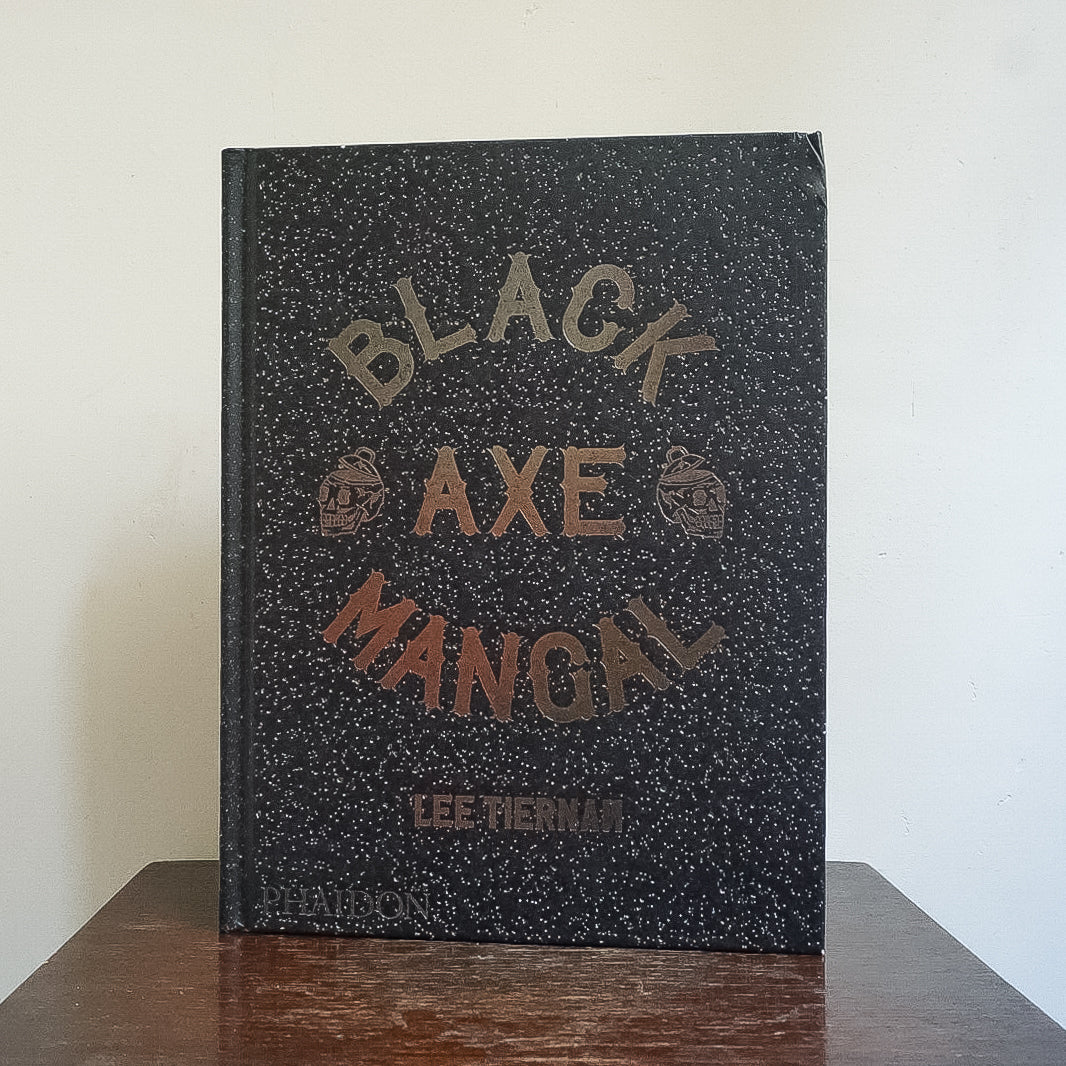 BLACK
AXE
MANGAL
LEE TIERNAN
PHAIDON